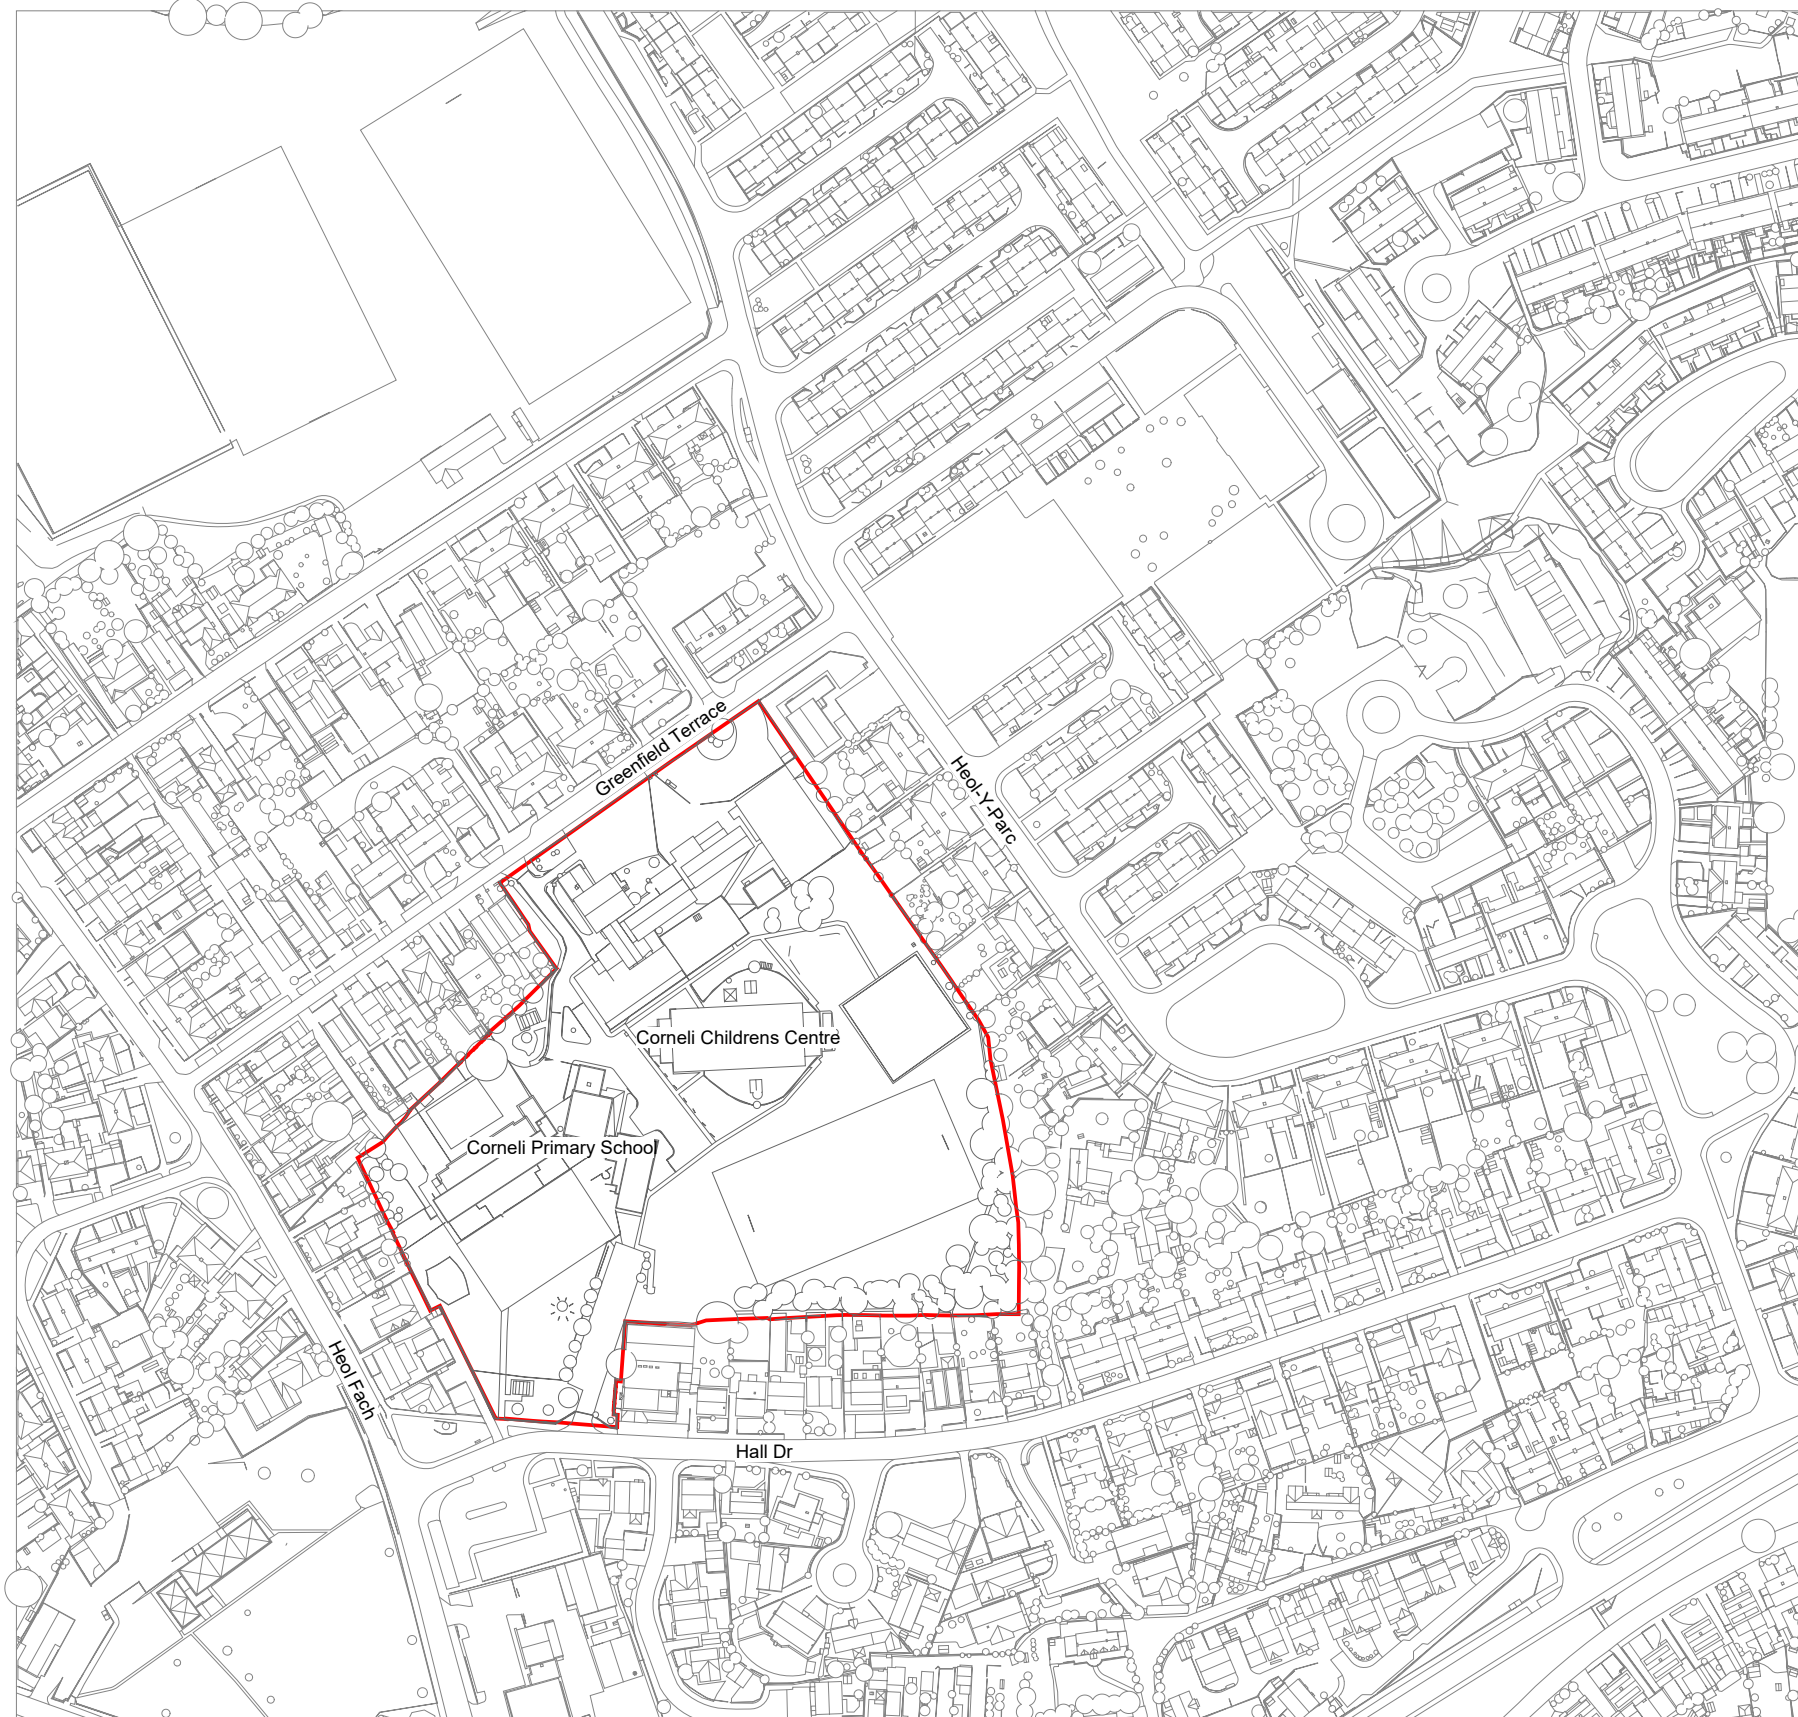 Greenfield Terrace
Heol-Y-Parc
Corneli Childrens Centre
Corneli Primary School
Heol Fach
Hall Dr